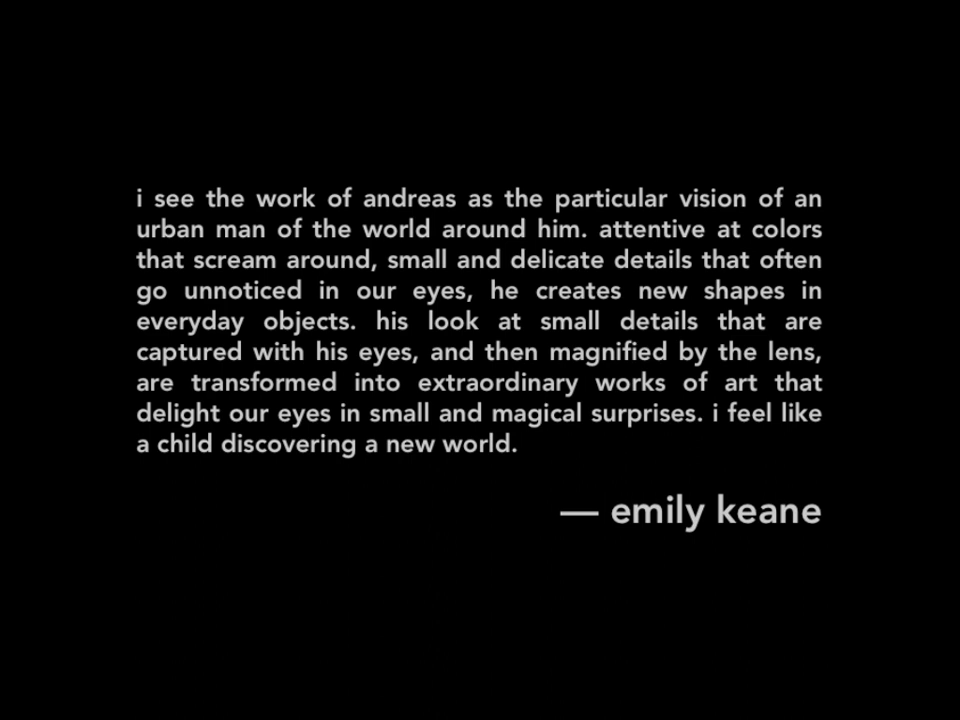 i see the work of andreas as the particular vision of an
urban man of the world around him. attentive at colors
that scream around, small and delicate details that often
go unnoticed in our eyes, he creates new shapes in
everyday objects. his look at small details that are
captured with his eyes, and then magnified by the lens,
are transformed into extraordinary works of art that
delight our eyes in small and magical surprises. i feel like
a child discovering a new world.
— emily keane